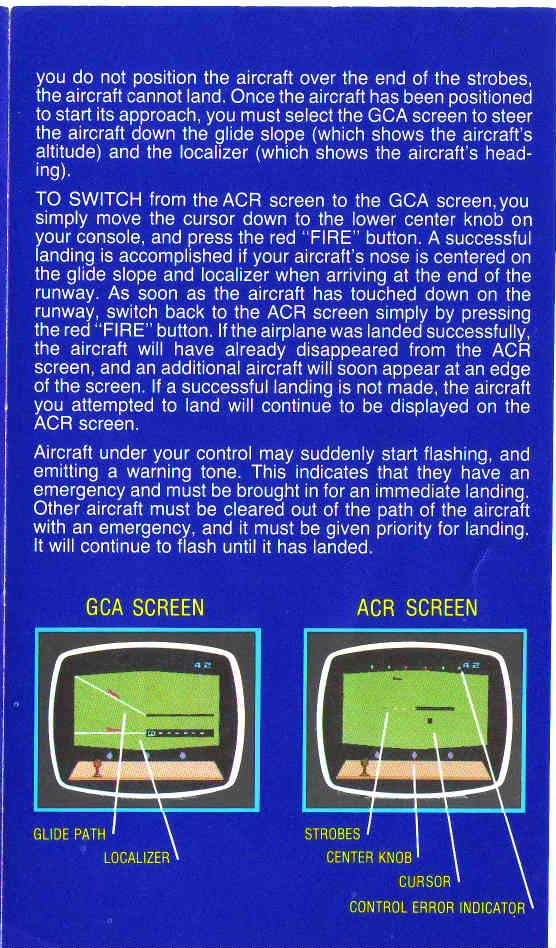 you do not position the aircraft over the end of the strobes,
the aircraft cannot land. Once the aircraft has been positioned
to start its approach, you must select the GCA screen to steer
the aircraft down the glide slope (which shows the aircraft's
altitude) and the localizer (which shows the aircraft's head-
ing).
TO SWITCH from the ACR screen to the GCA screen, you
simply move the cursor down to the lower center knob on
your console, and press the red "FIRE" button. A successful
landing is accomplished if your aircraft's nose is centered on
the glide slope and localizer when arriving at the end of the
runway. As soon as the aircraft has touched down on the
runway, switch back to the ACR screen simply by pressing
the red "FIRE" button. If the airplane was landed successfully,
the aircraft will have already disappeared from the ACR
screen, and an additional aircraft will soon appear at an edge
of the screen. If a successful landing is not made, the aircraft
you attempted to land will continue to be displayed on the
ACR screen.
Aircraft under your control may suddenly start flashing, and
emitting a warning tone. This indicates that they have an
emergency and must be brought in for an immediate landing.
Other aircraft must be cleared out of the path of the aircraft
with an emergency, and it must be given priority for landing.
It will continue to flash until it has landed.
GCA SCREEN
ACR SCREEN
42
42
GLIDE PATH
LOCALIZER
STROBES
CENTER KNOB
CURSOR
CONTROL ERROR INDICATOR